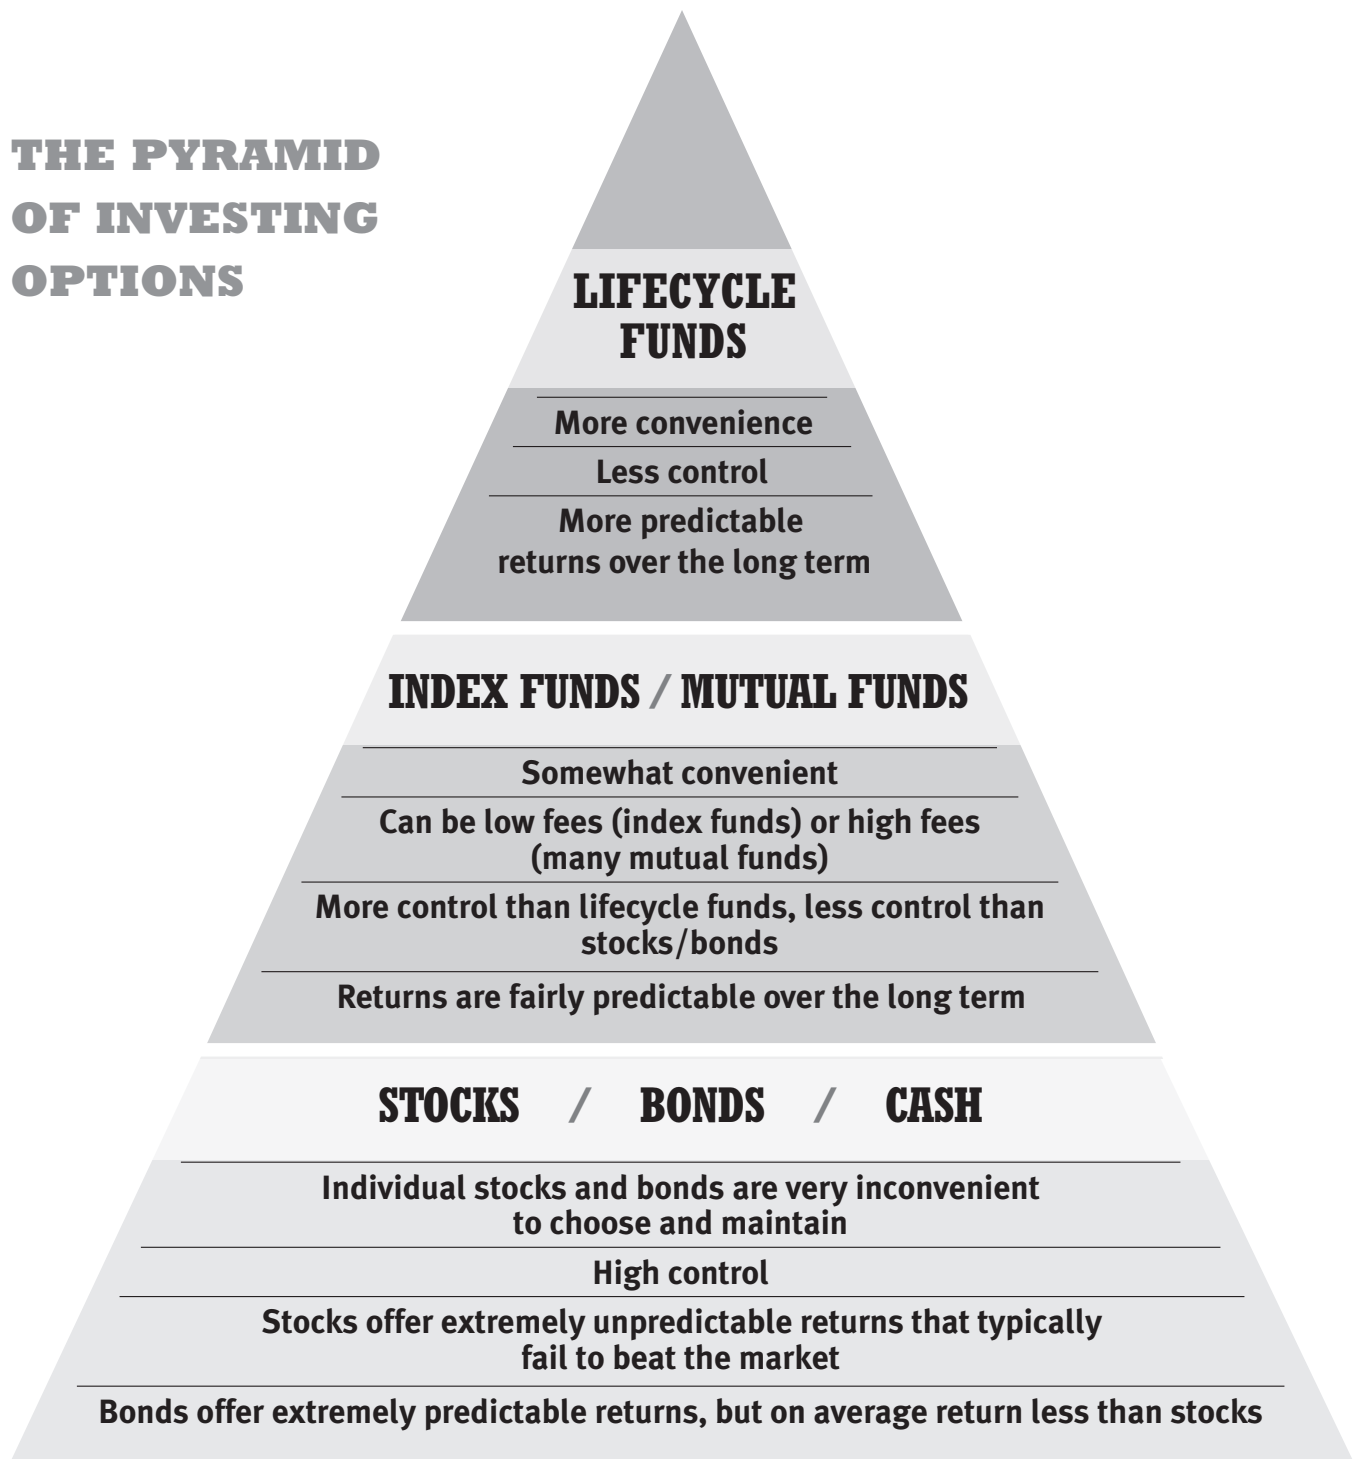 THE PYRAMID
OF INVESTING
OPTIONS
LIFECYCLE
FUNDS
More convenience
Less control
More predictable
returns over the long term
INDEX FUNDS / MUTUAL FUNDS
Somewhat convenient
Can be low fees (index funds) or high fees
(many mutual funds)
More control than lifecycle funds, less control than
stocks/bonds
Returns are fairly predictable over the long term
STOCKS / BONDS / CASH
Individual stocks and bonds are very inconvenient
to choose and maintain
High control
Stocks offer extremely unpredictable returns that typically
fail to beat the market
Bonds offer extremely predictable returns, but on average return less than stocks